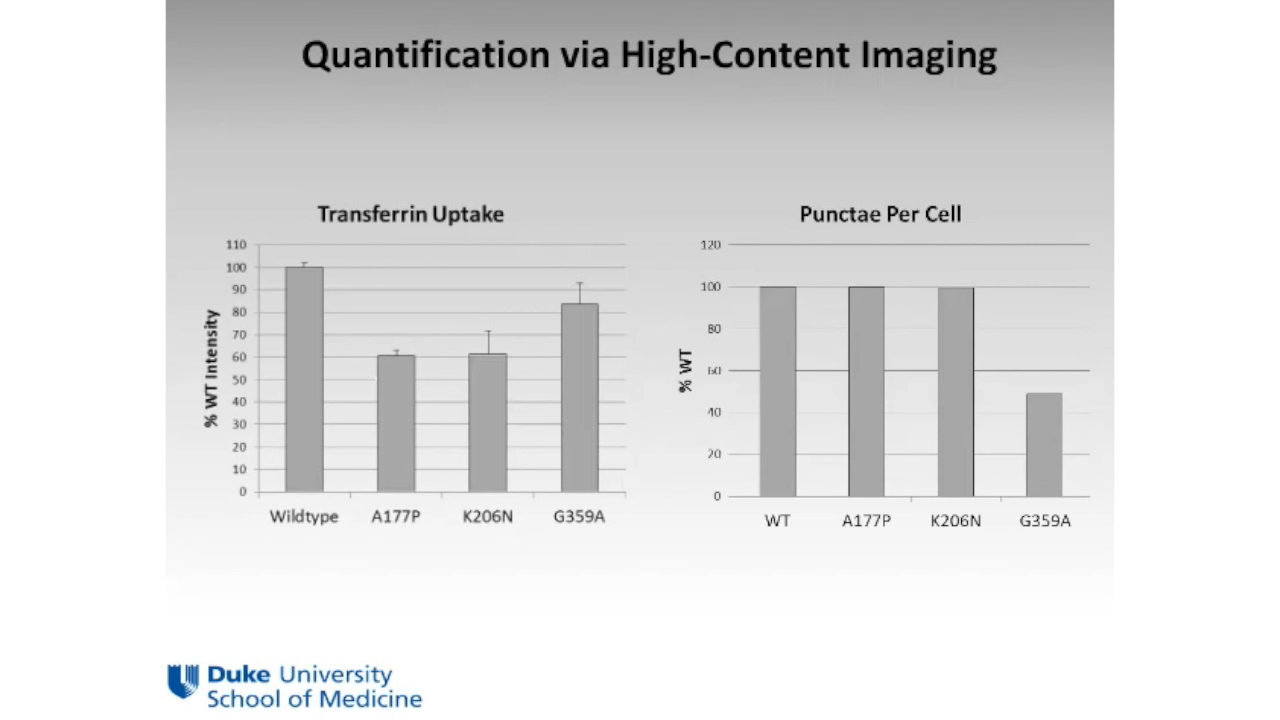 Quantification via High-Content Imaging
Transferrin Uptake
% WT Intensity
110
100
90
80
70
60
50
40
30
20
10
0
Wildtype A177P K206N G359A
Punctae Per Cell
% WT
120
100
80
60
40
20
0
WT A177P K206N G359A
Duke University
School of Medicine